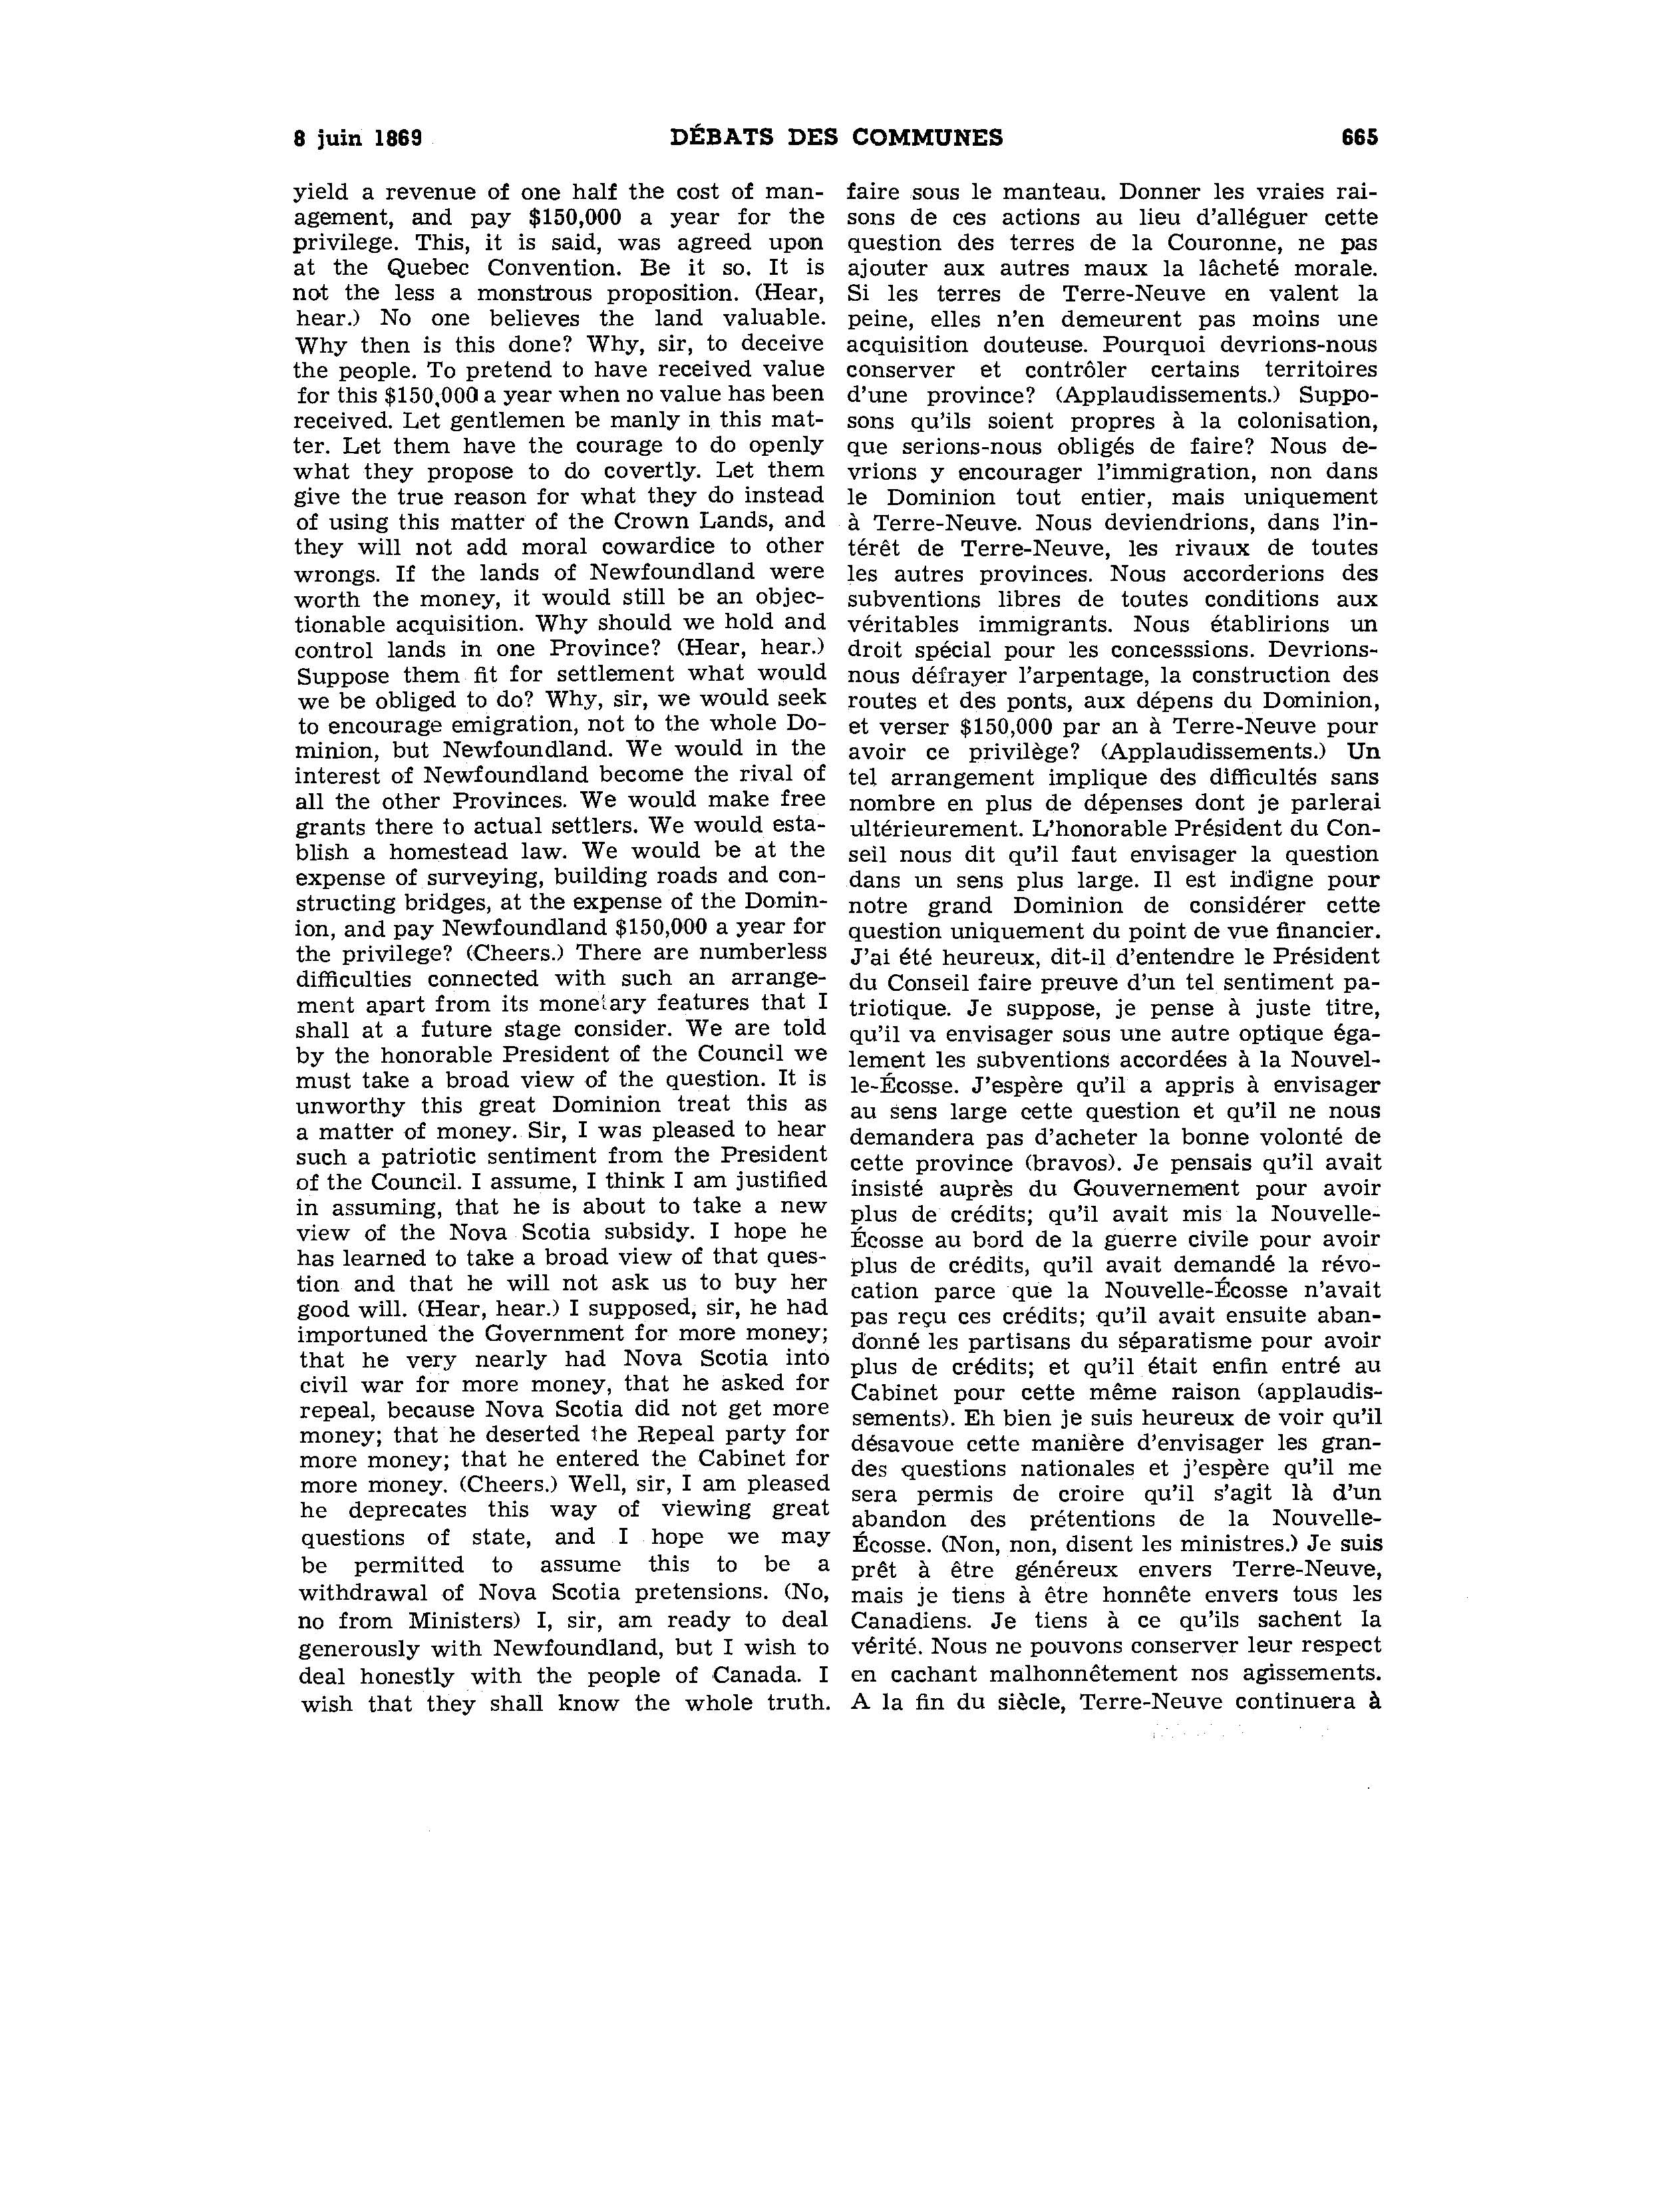 8 juin 1869 DÉBATS DES COMMUNES 665
yield a revenue of one half the cost of man-
agement, and pay $150,000 a year for the
privilege. This, it is said, was agreed upon
at the Quebec Convention. Be it so. It is
not the less a monstrous proposition. (Hear,
hear.) No one believes the land valuable.
Why then is this done? Why, sir, to deceive
the people. To pretend to have received value
for this $150,000 a year when no value has been
received. Let gentlemen be manly in this mat-
ter. Let them have the courage to do openly
what they propose to do covertly. Let them
give the true reason for what they do instead
of using this matter of the Crown Lands, and
they will not add moral cowardice to other
wrongs. If the lands of Newfoundland were
worth the money, it would still be an objec-
tionable acquisition. Why should we hold and
control lands in one Province? (Hear, hear.)
Suppose them fit for settlement what would
we be obliged to do? Why, sir, we would seek
to encourage emigration, not to the whole Do-
minion, but Newfoundland. We would in the
interest of Newfoundland become the rival of
all the other Provinces. We would make free
grants there to actual settlers. We would esta-
blish a homestead law. We would be at the
expense of surveying, building roads and con-
structing bridges, at the expense of the Domin-
ion, and pay Newfoundland $150,000 a year for
the privilege? (Cheers.) There are numberless
difficulties connected with such an arrange-
ment apart from its monetary features that I
shall at a future stage consider. We are told
by the honorable President of the Council we
must take a broad view of the question. It is
unworthy this great Dominion treat this as
a matter of money. Sir, I was pleased to hear
such a patriotic sentiment from the President
of the Council. I assume, I think I am justified
in assuming, that he is about to take a new
view of the Nova Scotia subsidy. I hope he
has learned to take a broad view of that ques-
tion and that he will not ask us to buy her
good will. (Hear, hear.) I supposed, sir, he had
importuned the Government for more money;
that he very nearly had Nova Scotia into
civil war for more money, that he asked for
repeal, because Nova Scotia did not get more
money; that he deserted the Repeal party for
more money; that he entered the Cabinet for
more money. (Cheers.) Well, sir, I am pleased
he deprecates this way of viewing great
questions of state, and I hope we may
be permitted to assume this to be a
withdrawal of Nova Scotia pretensions. (No,
no from Ministers) I, sir, am ready to deal
generously with Newfoundland, but I wish to
deal honestly with the people of Canada. I
wish that they shall know the whole truth.
faire sous le manteau. Donner les vraies rai-
sons de ces actions au lieu d'alléguer cette
question des terres de la Couronne, ne pas
ajouter aux autres maux la lâcheté morale.
Si les terres de Terre-Neuve en valent la
peine, elles n'en demeurent pas moins une
acquisition douteuse. Pourquoi devrions-nous
conserver et contrôler certains territoires
d'une province? (Applaudissements.) Suppo-
sons qu'ils soient propres à la colonisation,
que serions-nous obligés de faire? Nous de-
vrions y encourager l'immigration, non dans
le Dominion tout entier, mais uniquement
à Terre-Neuve. Nous deviendrions, dans l'in-
térêt de Terre-Neuve, les rivaux de toutes
les autres provinces. Nous accorderions des
subventions libres de toutes conditions aux
véritables immigrants. Nous établirions un
droit spécial pour les concesssions. Devrions-
nous défrayer l'arpentage, la construction des
routes et des ponts, aux dépens du Dominion,
et verser $150,000 par an à Terre-Neuve pour
avoir ce privilège? (Applaudissements.) Un
tel arrangement implique des difficultés sans
nombre en plus de dépenses dont je parlerai
ultérieurement. L'honorable Président du Con-
seil nous dit qu'il faut envisager la question
dans un sens plus large. Il est indigne pour
notre grand Dominion de considérer cette
question uniquement du point de vue financier.
J'ai été heureux, dit-il d'entendre le Président
du Conseil faire preuve d'un tel sentiment pa-
triotique. Je suppose, je pense à juste titre,
qu'il va envisager sous une autre optique éga-
lement les subventions accordées à la Nouvel-
le-Écosse. J'espère qu'il a appris à envisager
au sens large cette question et qu'il ne nous
demandera pas d'acheter la bonne volonté de
cette province (bravos). Je pensais qu'il avait
insisté auprès du Gouvernement pour avoir
plus de crédits; qu'il avait mis la Nouvelle-
Écosse au bord de la guerre civile pour avoir
plus de crédits, qu'il avait demandé la révo-
cation parce que la Nouvelle-Écosse n'avait
pas reçu ces crédits; qu'il avait ensuite aban-
donné les partisans du séparatisme pour avoir
plus de crédits; et qu'il était enfin entré au
Cabinet pour cette même raison (applaudis-
sements). Eh bien je suis heureux de voir qu'il
désavoue cette manière d'envisager les gran-
des questions nationales et j'espère qu'il me
sera permis de croire qu'il s'agit là d'un
abandon des prétentions de la Nouvelle-
Écosse. (Non, non, disent les ministres.) Je suis
prêt à être généreux envers Terre-Neuve,
mais je tiens à être honnête envers tous les
Canadiens. Je tiens à ce qu'ils sachent la
vérité. Nous ne pouvons conserver leur respect
en cachant malhonnêtement nos agissements.
A la fin du siècle, Terre-Neuve continuera à